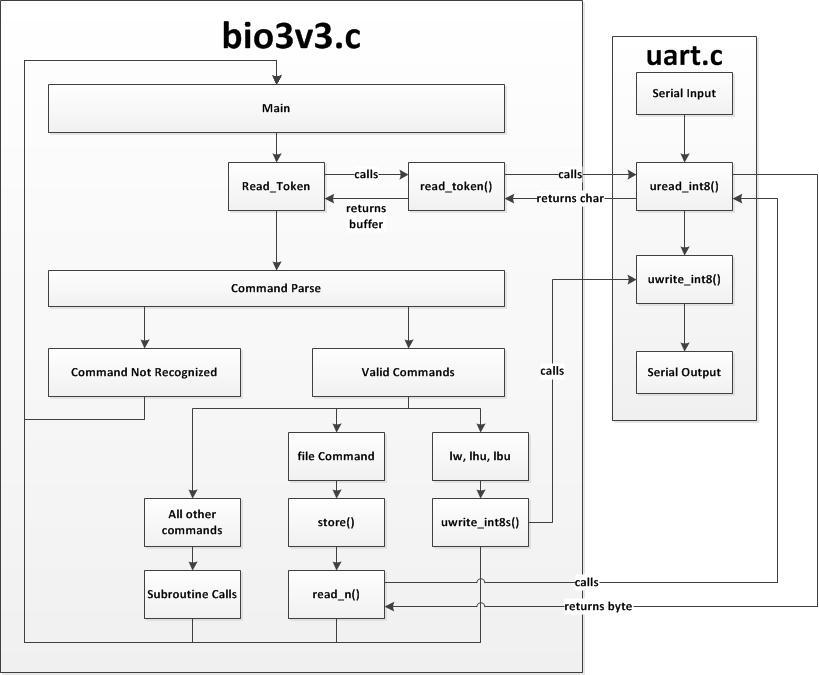 bio3v3.c
uart.c
Serial Input
Main
Read_Token
calls
read_token()
calls
uread_int8()
returns
buffer
returns char
Command Parse
uwrite_int8()
Command Not Recognized
Valid Commands
calls
Serial Output
file Command
lw, lhu, lbu
All other
commands
store()
uwrite_int8s()
Subroutine Calls
read_n()
calls
returns byte